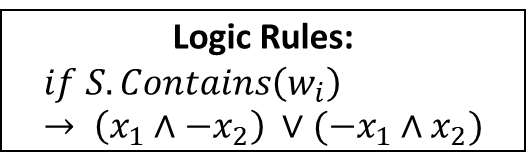 Logic Rules:
if S.Contains(wᵢ)
→ (x₁ ∧ −x₂) ∨ (−x₁ ∧ x₂)